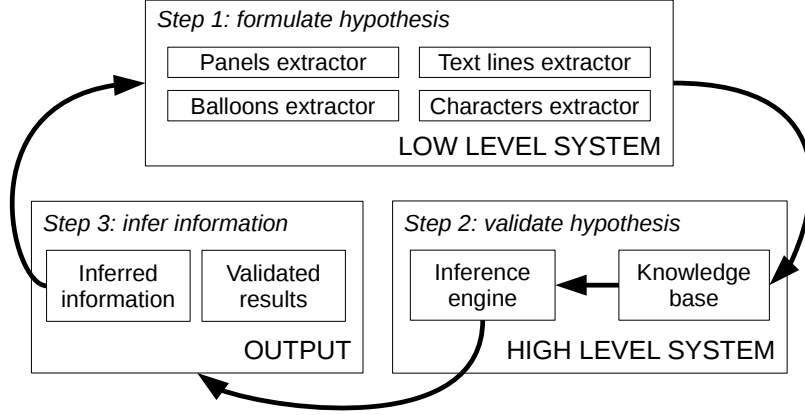 Step 1: formulate hypothesis
Panels extractor
Text lines extractor
Balloons extractor
Characters extractor
LOW LEVEL SYSTEM
Step 3: infer information
Inferred
information
Validated
results
OUTPUT
Step 2: validate hypothesis
Inference
engine
Knowledge
base
HIGH LEVEL SYSTEM